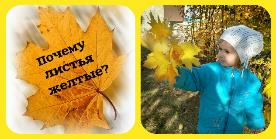 Почему
листья
желтые?